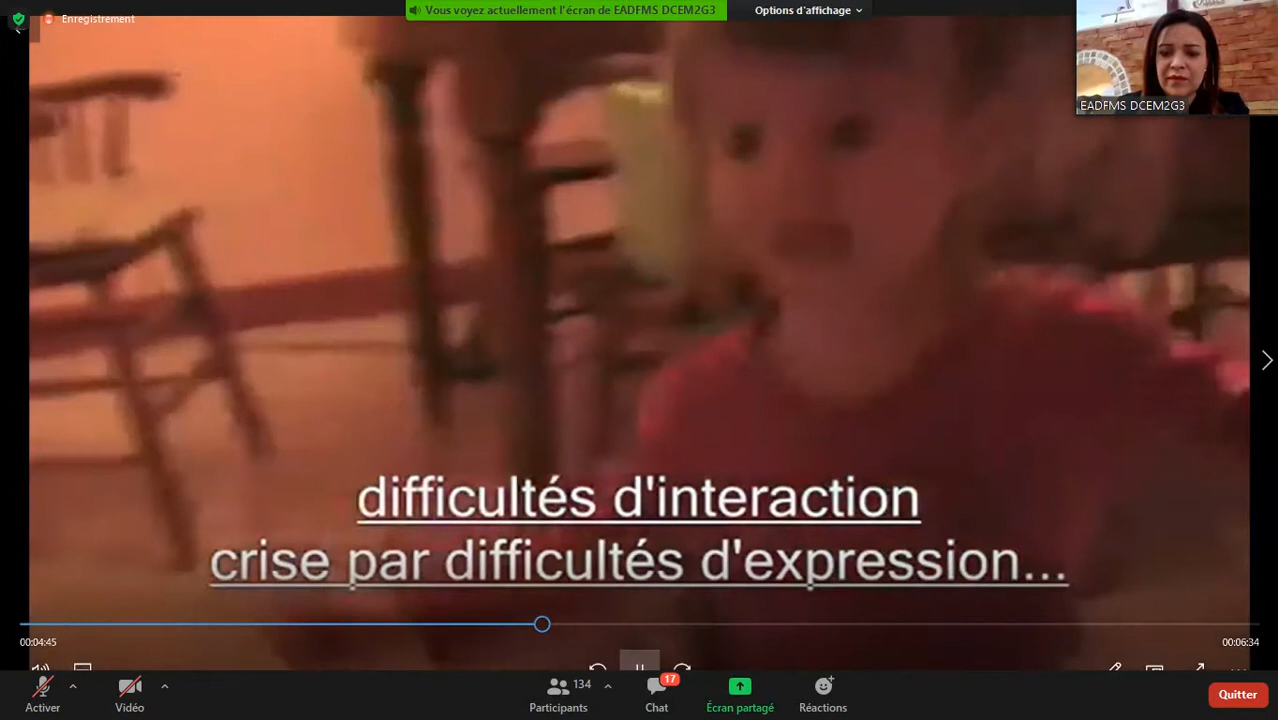 Enregistrement
Vous voyez actuellement l'écran de EADFMS DCEM2G3
Options d'affichage
EADFMS DCEM2G3
difficultés d'interaction
crise par difficultés d'expression...
00:04:45
00:06:34
Activer
Vidéo
134
Participants
17
Chat
Écran partagé
Réactions
Quitter